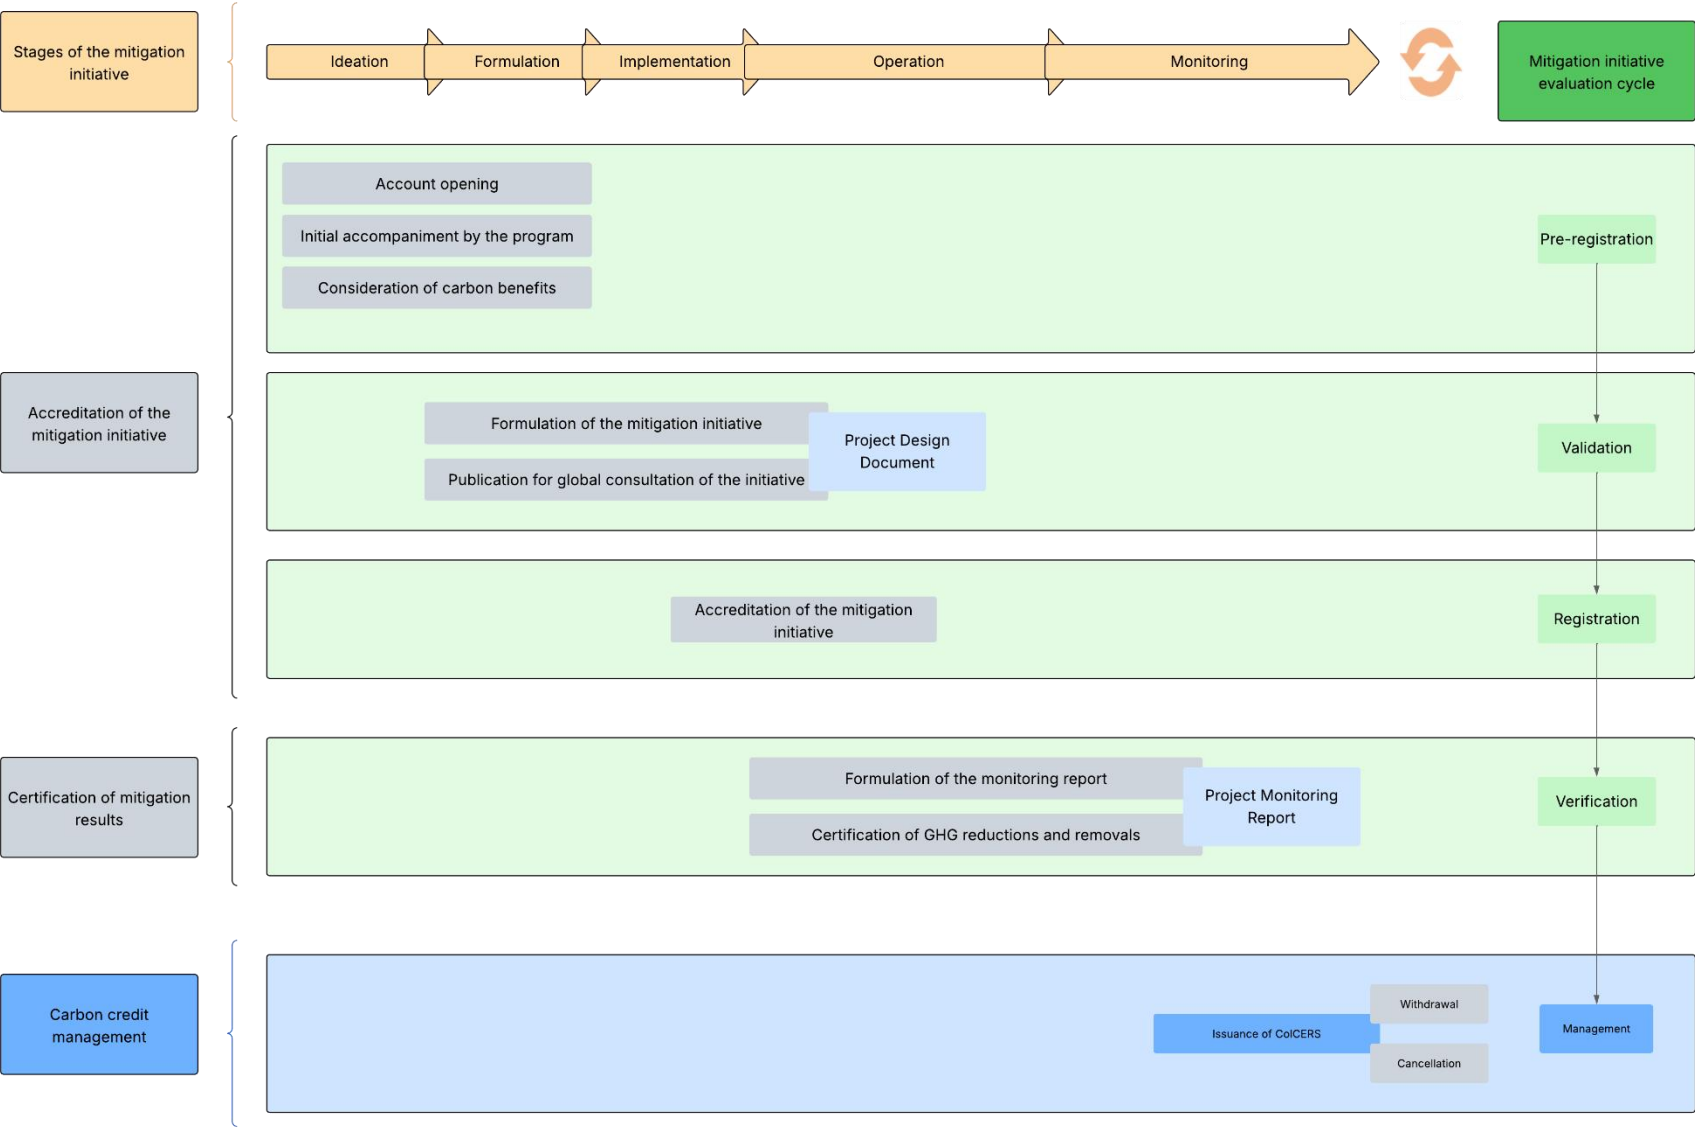 Stages of the mitigation
initiative
Ideation
Formulation
Implementation
Operation
Monitoring
Mitigation initiative
evaluation cycle
Account opening
Initial accompaniment by the program
Consideration of carbon benefits
Pre-registration
Accreditation of the
mitigation initiative
Formulation of the mitigation initiative
Publication for global consultation of the initiative
Project Design
Document
Validation
Accreditation of the mitigation
initiative
Registration
Certification of mitigation
results
Formulation of the monitoring report
Certification of GHG reductions and removals
Project Monitoring
Report
Verification
Carbon credit
management
Issuance of ColCERS
Withdrawal
Cancellation
Management